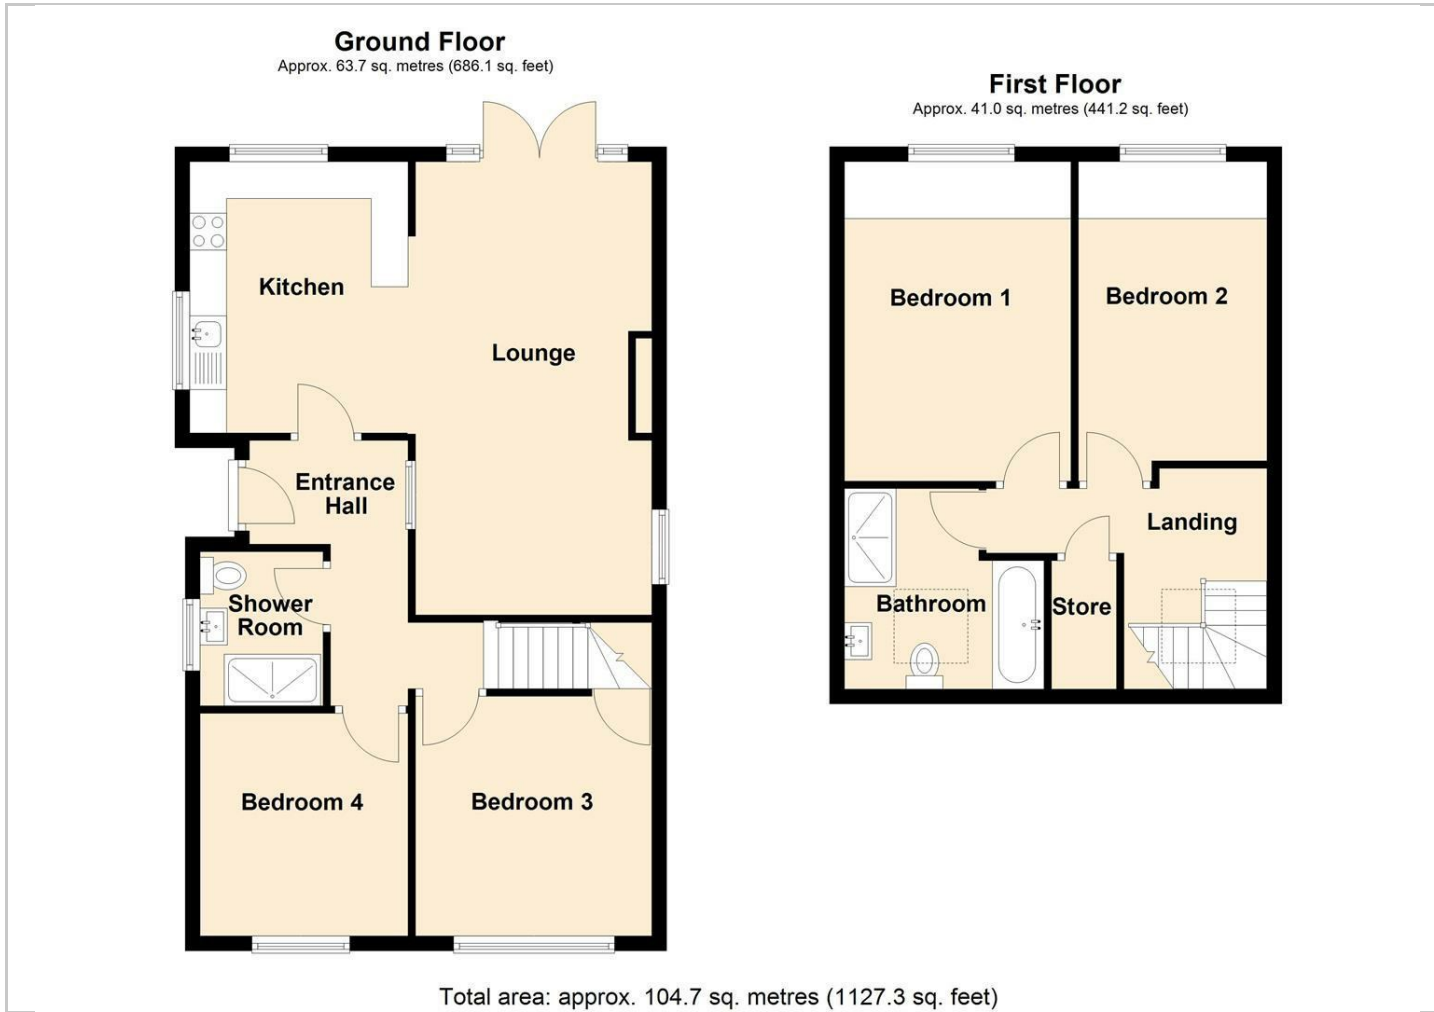 Ground Floor
Approx. 63.7 sq. metres (686.1 sq. feet)
Kitchen
Lounge
Entrance
Hall
Shower
Room
Bedroom 4
Bedroom 3
First Floor
Approx. 41.0 sq. metres (441.2 sq. feet)
Bedroom 1
Bedroom 2
Landing
Bathroom
Store
Total area: approx. 104.7 sq. metres (1127.3 sq. feet)